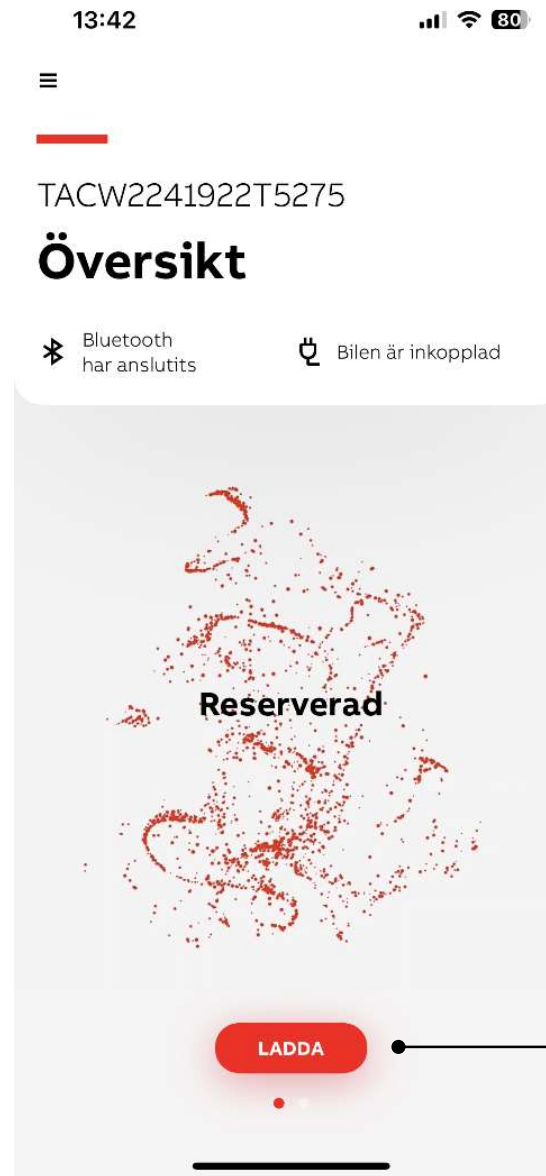 13:42
80
TACW2241922T5275
Översikt
Bluetooth
har anslutits
Bilen är inkopplad
Reserverad
LADDA